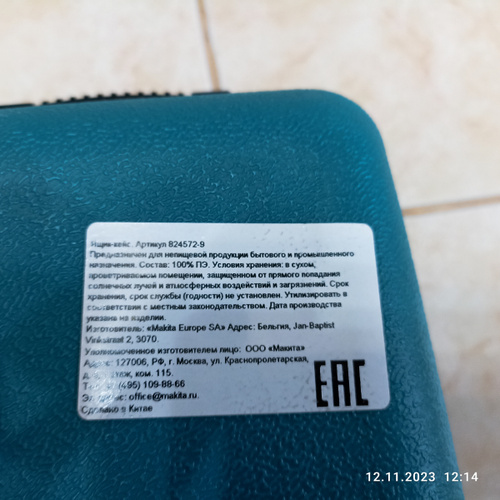 Ящик-кейс. Артикул 824572-9
Предназначен для непищевой продукции бытового и промышленного
назначения. Состав: 100% ПЭ. Условия хранения: в сухом,
проветриваемом помещении, защищенном от прямого попадания
солнечных лучей и атмосферных воздействий и загрязнений. Срок
хранения, срок службы (годности) не установлен. Утилизировать в
соответствии с местным законодательством. Дата производства
указана на изделии.
Изготовитель: «Makita Europe SA» Адрес: Бельгия, Jan-Baptist
Vinkstraat 2, 3070.
Уполномоченное изготовителем лицо: ООО «Макита»
Адрес: 127006, РФ, г. Москва, ул. Краснопролетарская,
этаж, ком. 115.
(495) 109-88-66
office@makita.ru.
Сделано в Китае
EAC
12.11.2023 12:14